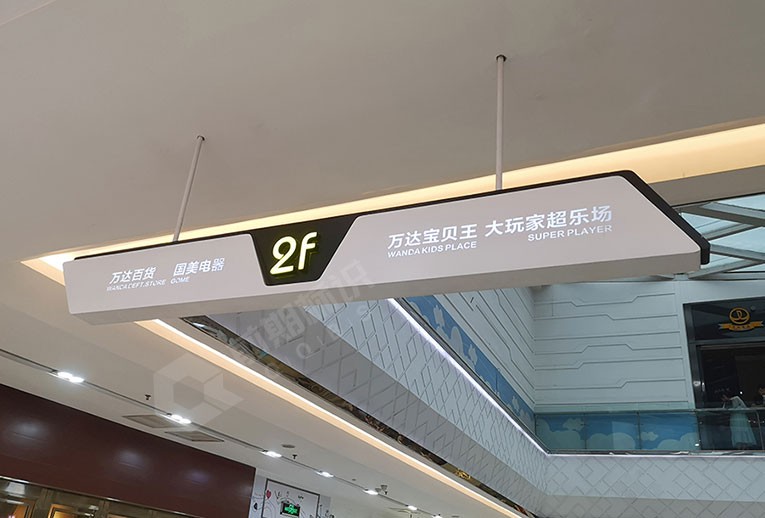 万达百货 国美电器
WANDA DEPT.STORE GOME
2f
万达宝贝王 大玩家超乐场
WANDA KIDS PLACE SUPER PLAYER